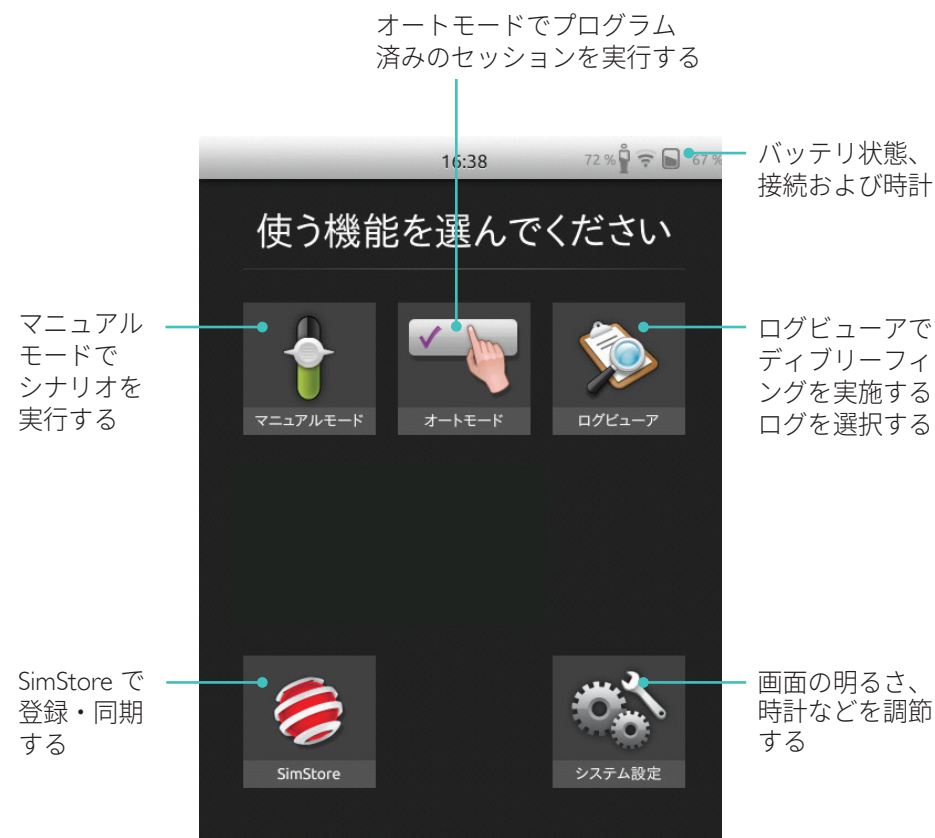 オートモードでプログラム
済みのセッションを実行する
16:38
72 %
67 %
バッテリ状態、
接続および時計
使う機能を選んでください
マニュアル
モードで
シナリオを
実行する
マニュアルモード
オートモード
ログビューア
ログビューアで
ディブリーフィ
ングを実施する
ログを選択する
SimStore で
登録・同期
する
SimStore
システム設定
画面の明るさ、
時計などを調節
する